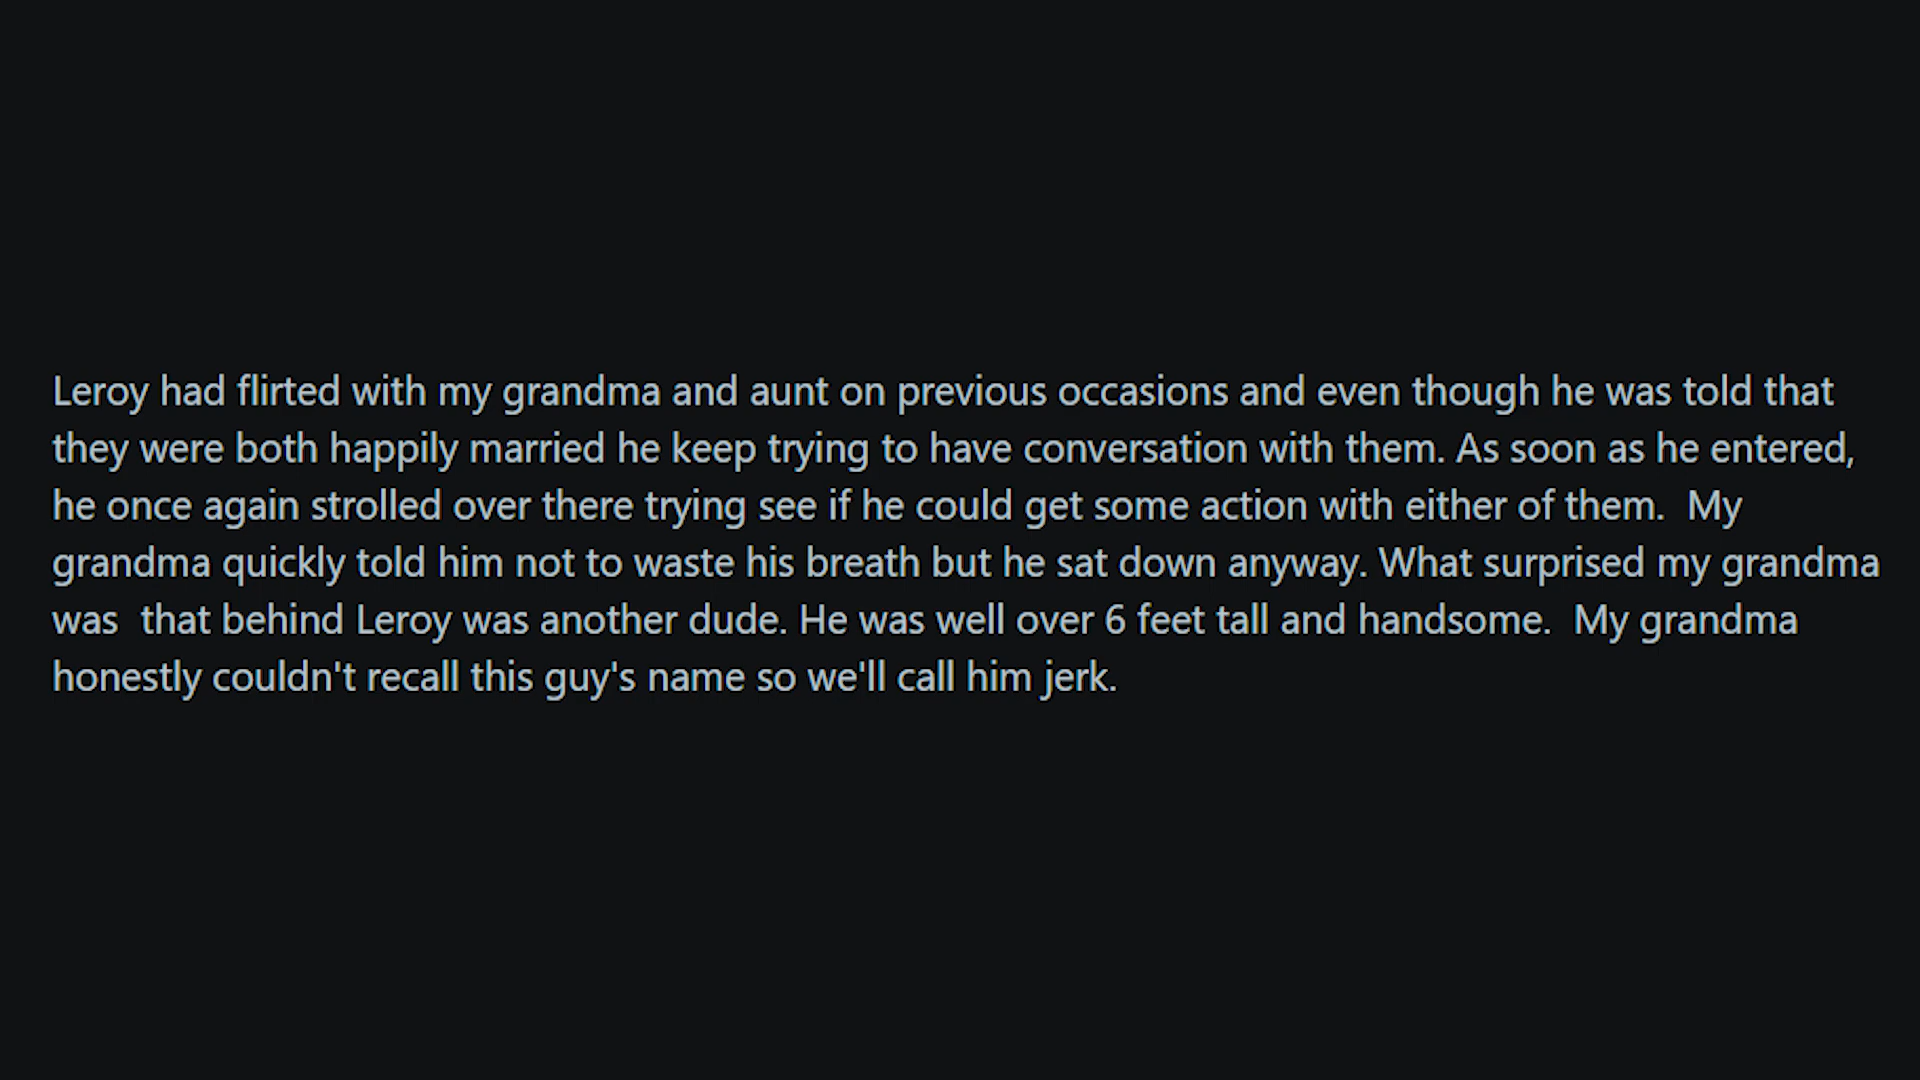 Leroy had flirted with my grandma and aunt on previous occasions and even though he was told that
they were both happily married he keep trying to have conversation with them. As soon as he entered,
he once again strolled over there trying see if he could get some action with either of them.  My
grandma quickly told him not to waste his breath but he sat down anyway. What surprised my grandma
was  that behind Leroy was another dude. He was well over 6 feet tall and handsome.  My grandma
honestly couldn't recall this guy's name so we'll call him jerk.